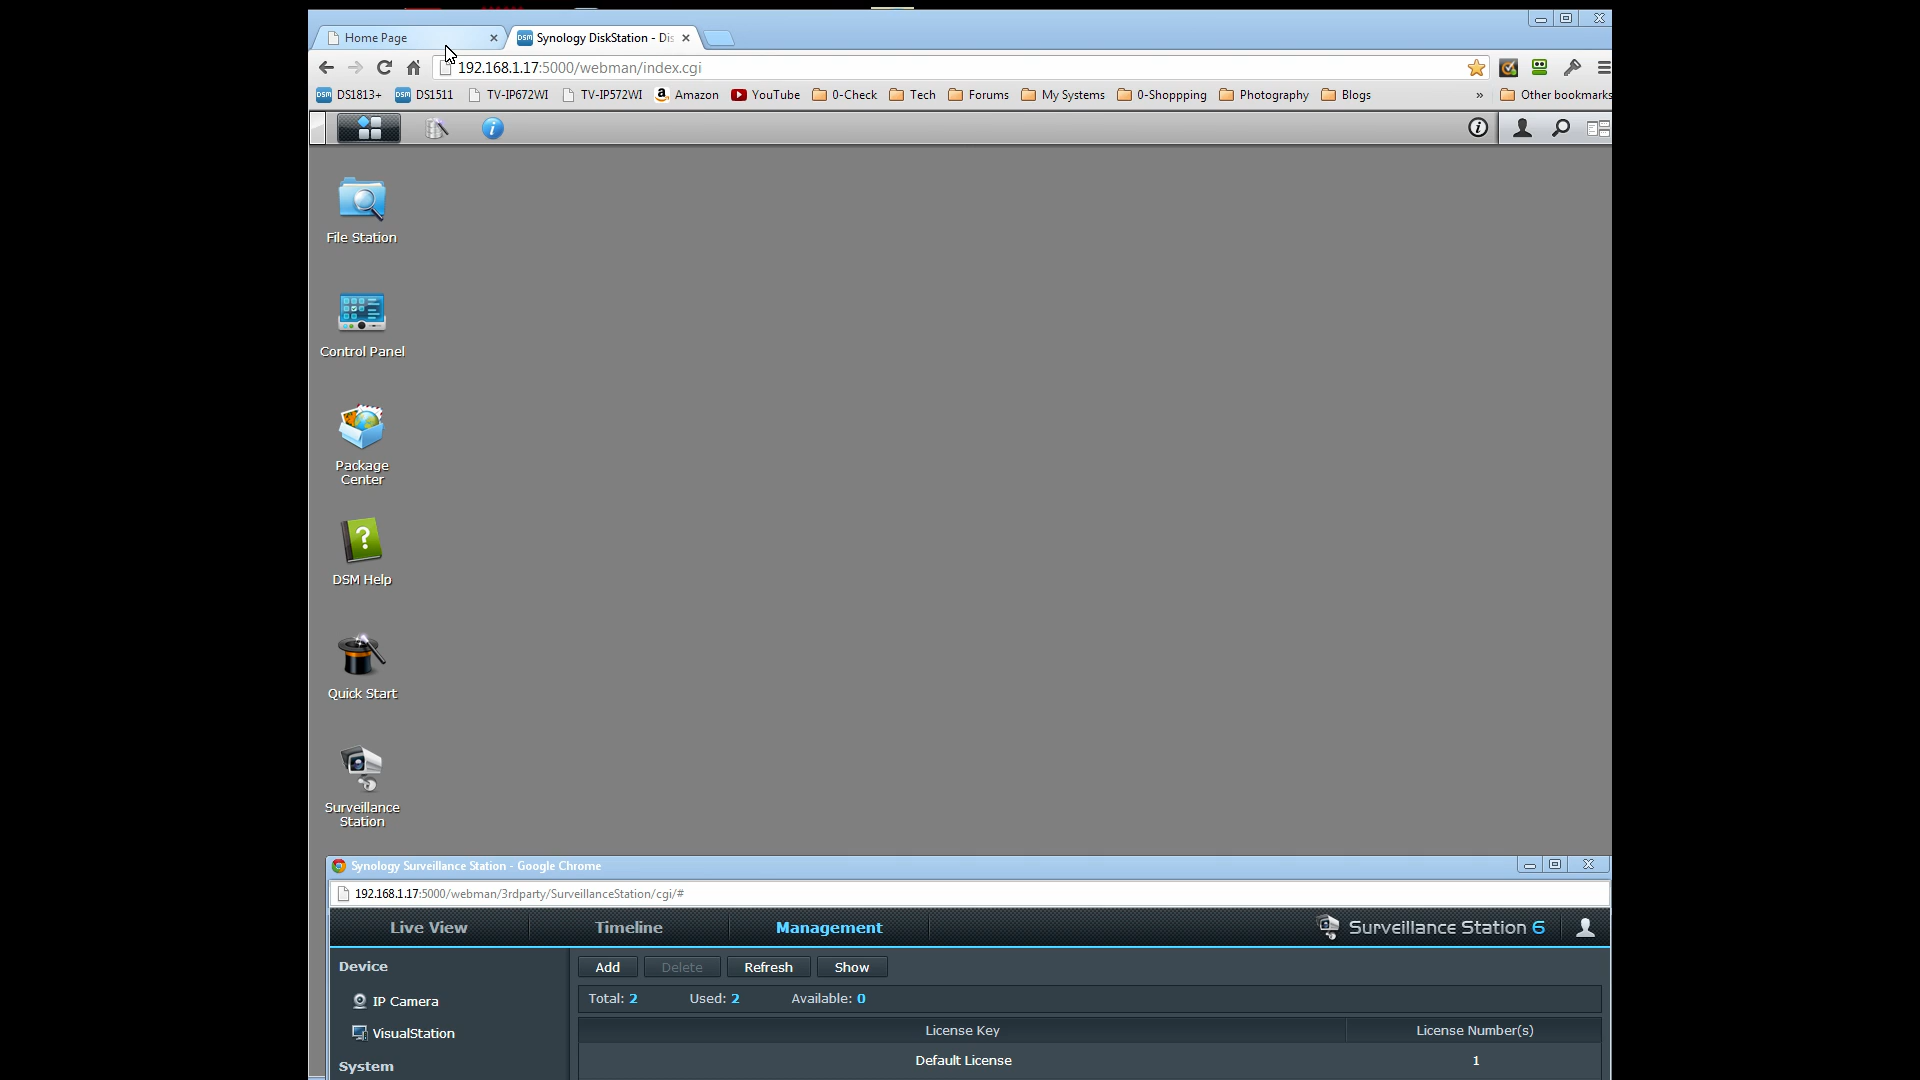 Home Page
DSM Synology DiskStation - Dis
192.168.1.17:5000/webman/index.cgi
DSM DS1813+ DSM DS1511 TV-IP672WI TV-IP572WI Amazon YouTube 0-Check Tech Forums My Systems 0-Shoppping Photography Blogs » Other bookmarks
File Station
Control Panel
Package
Center
DSM Help
Quick Start
Surveillance
Station
Synology Surveillance Station - Google Chrome
192.168.1.17:5000/webman/3rdparty/SurveillanceStation/cgi/#
Live View Timeline Management Surveillance Station 6
Device
Add Delete Refresh Show
IP Camera
Total: 2 Used: 2 Available: 0
VisualStation
License Key License Number(s)
System
Default License 1